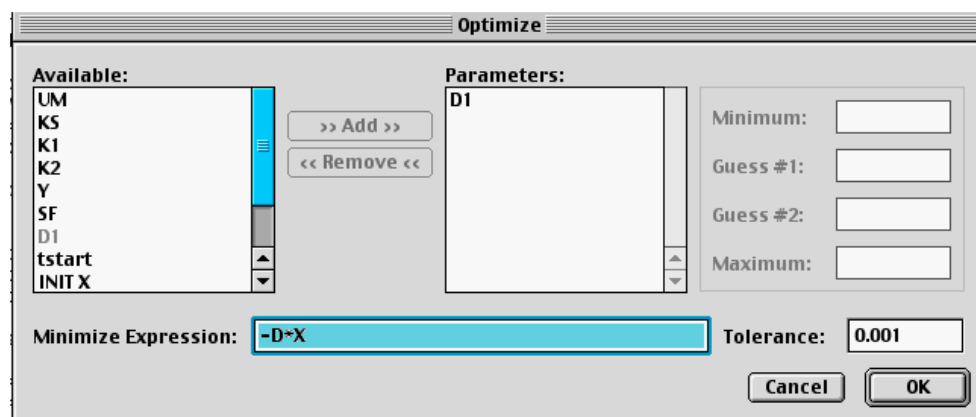 Optimize
Available:
UM
KS
K1
K2
Y
SF
D1
tstart
INIT X
>> Add >>
<< Remove <<
Parameters:
D1
Minimum:
Guess #1:
Guess #2:
Maximum:
Minimize Expression: -D*X
Tolerance: 0.001
Cancel
OK